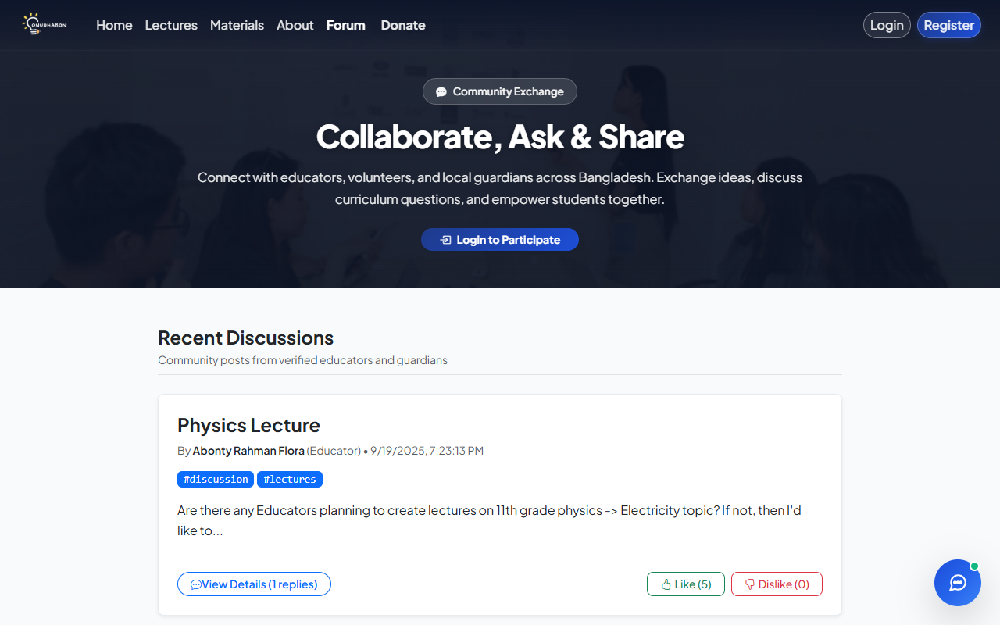 ONUDHABON
Home Lectures Materials About Forum Donate Login Register
Community Exchange
Collaborate, Ask & Share
Connect with educators, volunteers, and local guardians across Bangladesh. Exchange ideas, discuss
curriculum questions, and empower students together.
Login to Participate
Recent Discussions
Community posts from verified educators and guardians
Physics Lecture
By Abonty Rahman Flora (Educator) • 9/19/2025, 7:23:13 PM
#discussion #lectures
Are there any Educators planning to create lectures on 11th grade physics -> Electricity topic? If not, then I'd
like to...
View Details (1 replies) Like (5) Dislike (0)